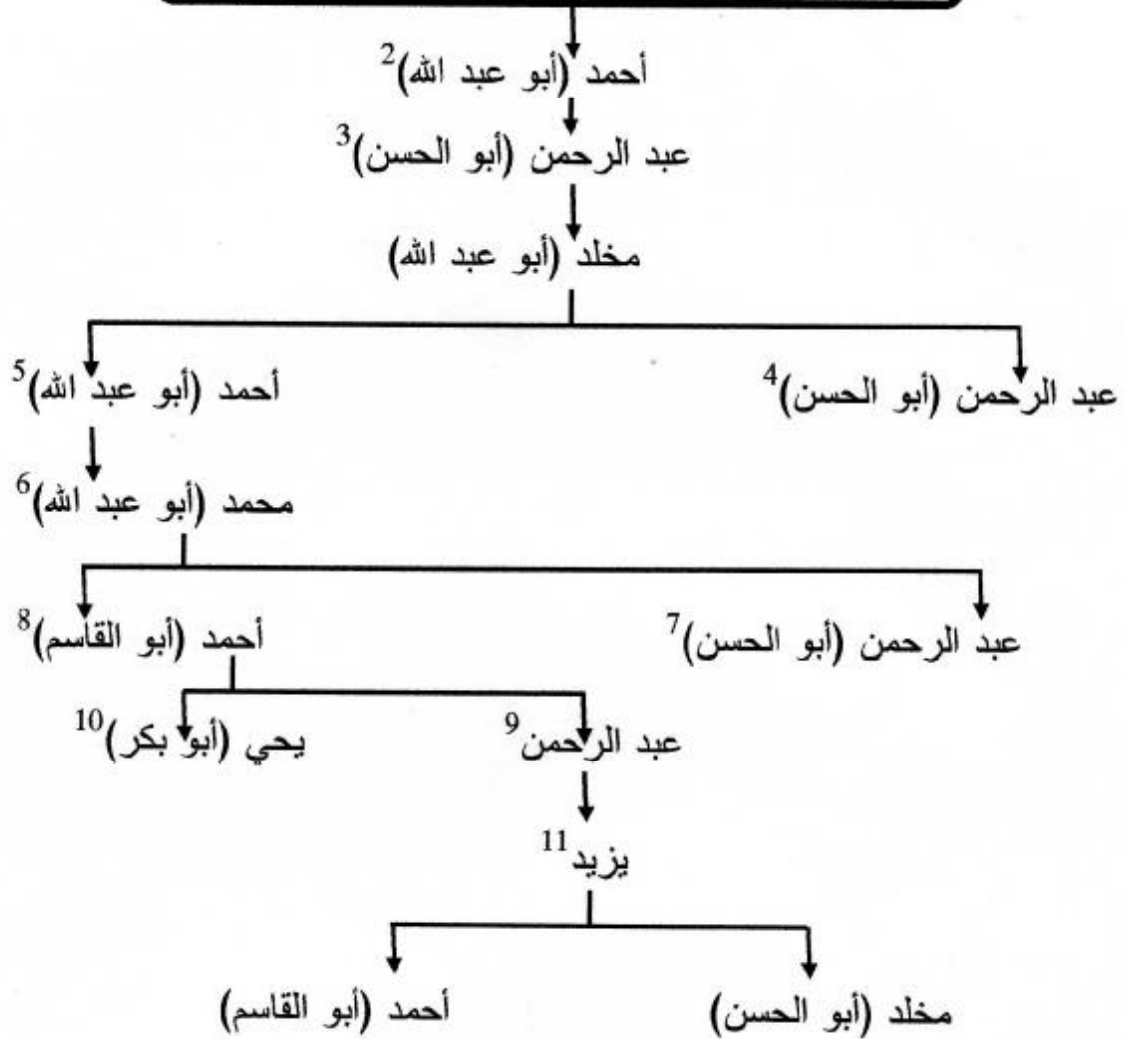 أحمد (أبو عبد الله)2
عبد الرحمن (أبو الحسن)3
مخلد (أبو عبد الله)
عبد الرحمن (أبو الحسن)4
أحمد (أبو عبد الله)5
محمد (أبو عبد الله)6
عبد الرحمن (أبو الحسن)7
أحمد (أبو القاسم)8
عبد الرحمن9
يحي (أبو بكر)10
يزيد11
مخلد (أبو الحسن)
أحمد (أبو القاسم)